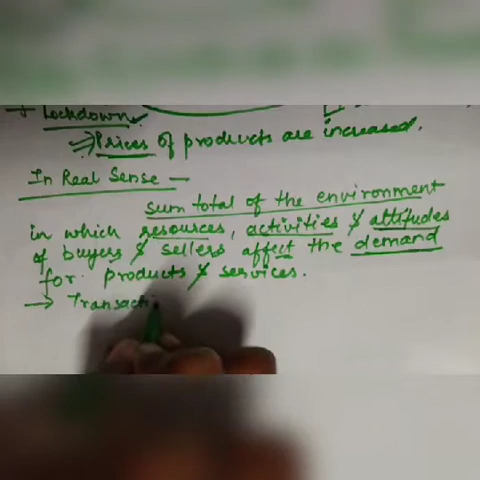 Lockdown
⇒ Prices of products are increased.
In Real Sense —
sum total of the environment
in which resources, activities & attitudes
of buyers & sellers affect the demand
for products & services.
→ Transacti